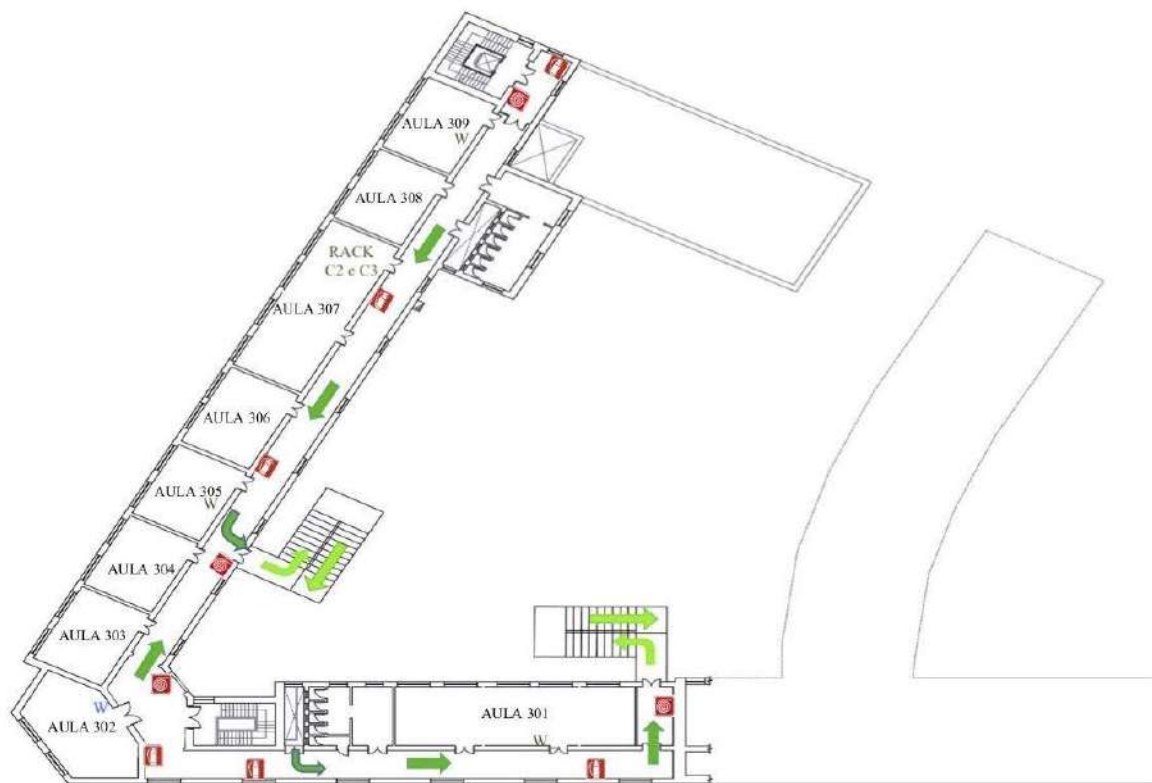 AULA 309
W
AULA 308
RACK
C2 e C3
AULA 307
AULA 306
AULA 305
W
AULA 304
AULA 303
W
AULA 302
AULA 301
W